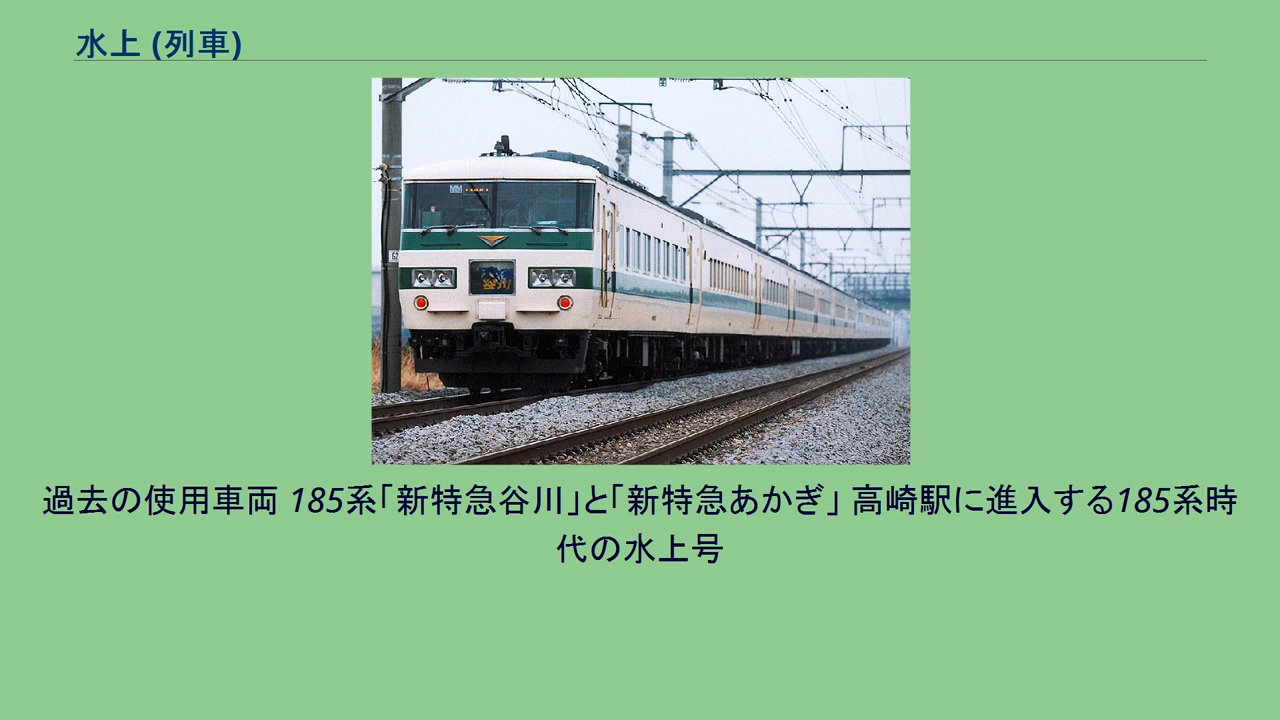 水上 (列車)
谷川
過去の使用車両 185系｢新特急谷川｣と｢新特急あかぎ｣ 高崎駅に進入する185系時
代の水上号